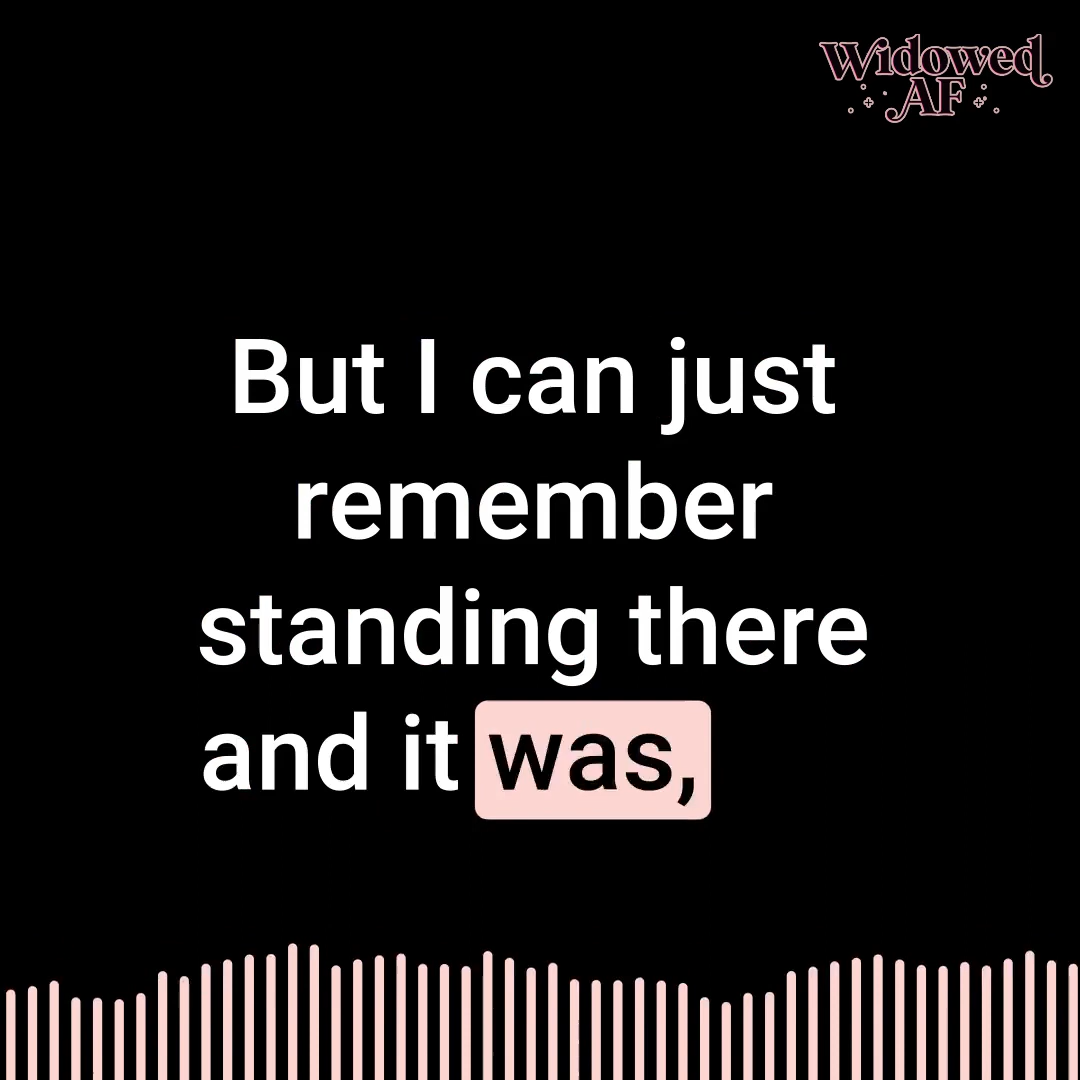 Widowed
AF
But I can just
remember
standing there
and it was,